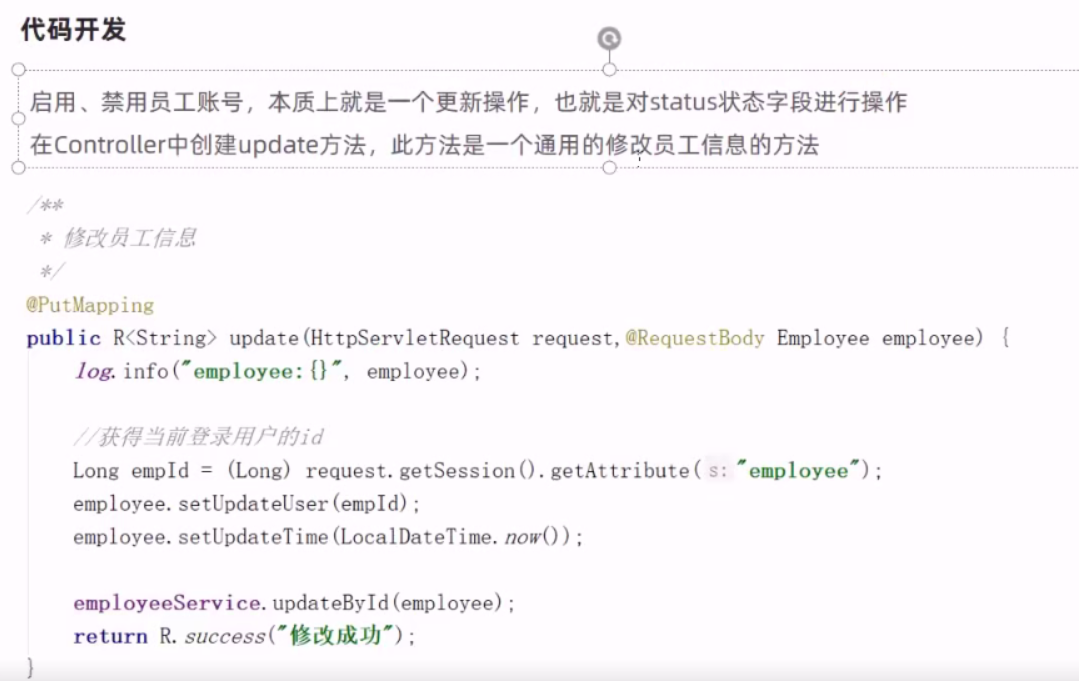 代码开发
启用、禁用员工账号，本质上就是一个更新操作，也就是对status状态字段进行操作
在Controller中创建update方法，此方法是一个通用的修改员工信息的方法
/**
 * 修改员工信息
 */
@PutMapping
public R<String> update(HttpServletRequest request,@RequestBody Employee employee) {
    log.info("employee:{}", employee);
    //获得当前登录用户的id
    Long empId = (Long) request.getSession().getAttribute( s: "employee");
    employee.setUpdateUser(empId);
    employee.setUpdateTime(LocalDateTime.now());
    employeeService.updateById(employee);
    return R.success("修改成功");
}